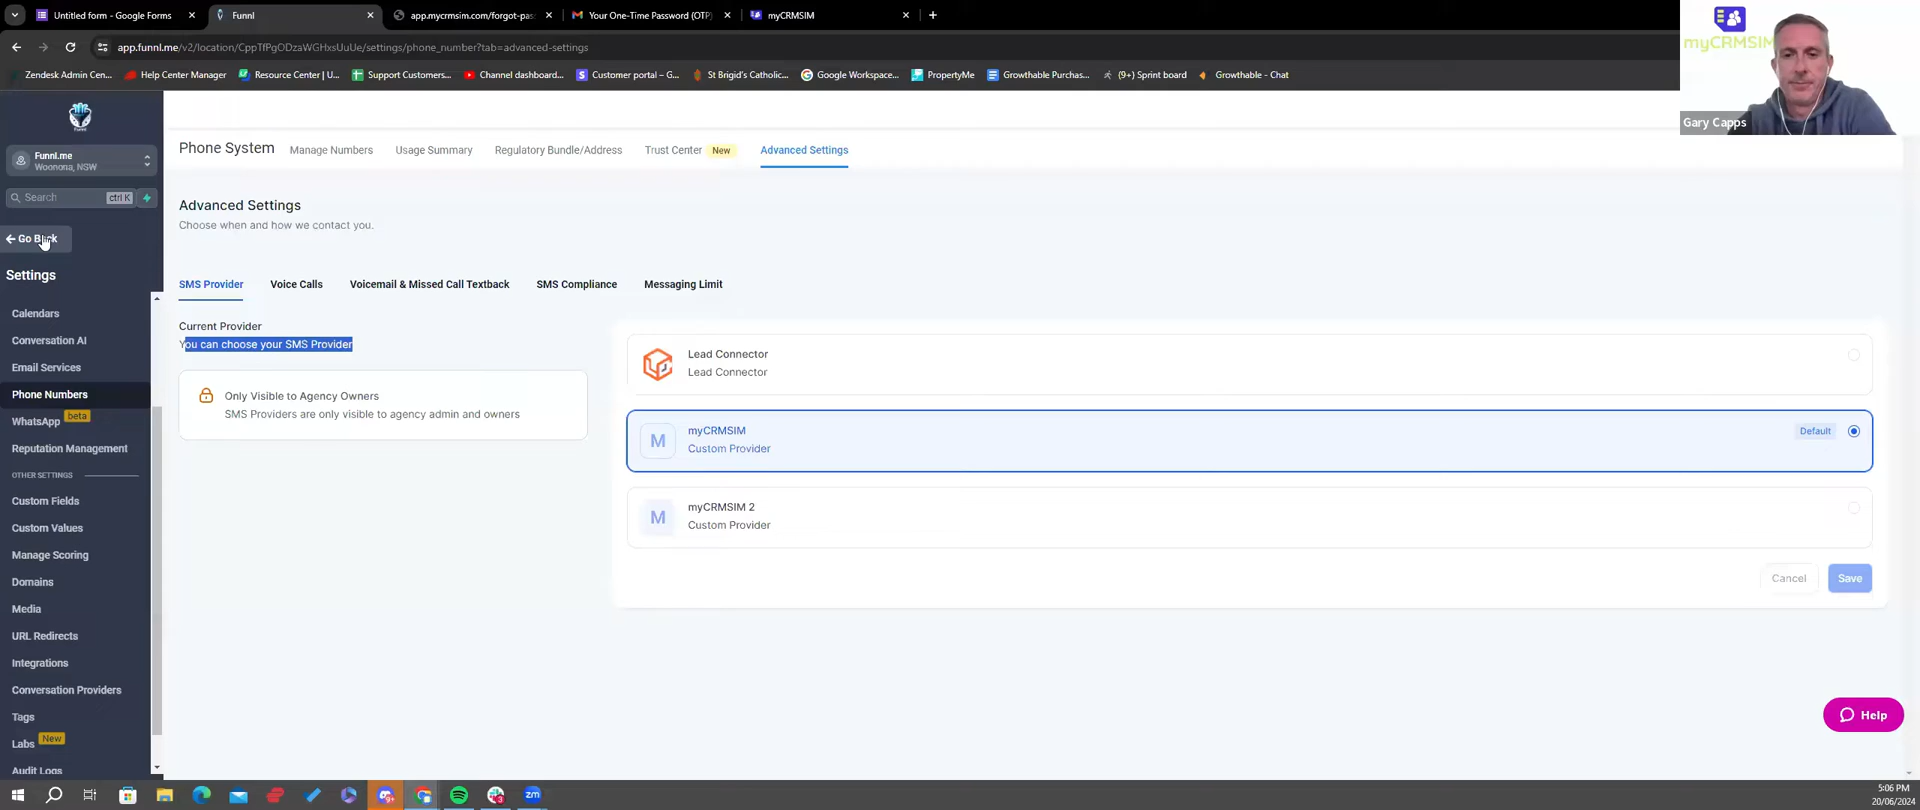 Untitled form - Google Forms
Funnl
app.mycrmsim.com/forgot-pas
Your One-Time Password (OTP)
myCRMSIM
app.funnl.me/v2/location/CppTfPgODzaWGHxsUuUe/settings/phone_number?tab=advanced-settings
Zendesk Admin Cen...
Help Center Manager
Resource Center | U...
Support Customers...
Channel dashboard...
Customer portal – G...
St Brigid's Catholic...
Google Workspace...
PropertyMe
Growthable Purchas...
(9+) Sprint board
Growthable - Chat
myCRMSIM
Gary Capps
Funnl
Funnl.me
Woonona, NSW
Search
ctrl K
Go Back
Settings
Calendars
Conversation AI
Email Services
Phone Numbers
WhatsApp beta
Reputation Management
OTHER SETTINGS
Custom Fields
Custom Values
Manage Scoring
Domains
Media
URL Redirects
Integrations
Conversation Providers
Tags
Labs New
Audit Logs
Phone System
Manage Numbers
Usage Summary
Regulatory Bundle/Address
Trust Center New
Advanced Settings
Advanced Settings
Choose when and how we contact you.
SMS Provider
Voice Calls
Voicemail & Missed Call Textback
SMS Compliance
Messaging Limit
Current Provider
You can choose your SMS Provider
Only Visible to Agency Owners
SMS Providers are only visible to agency admin and owners
Lead Connector
Lead Connector
M
myCRMSIM
Custom Provider
Default
M
myCRMSIM 2
Custom Provider
Cancel
Save
Help
zm
5:06 PM
20/06/2024